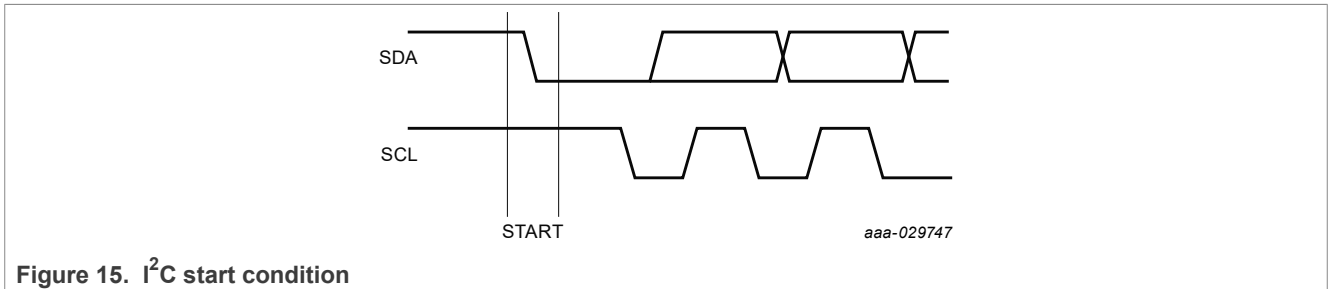 SDA
SCL
START
aaa-029747
Figure 15. I²C start condition